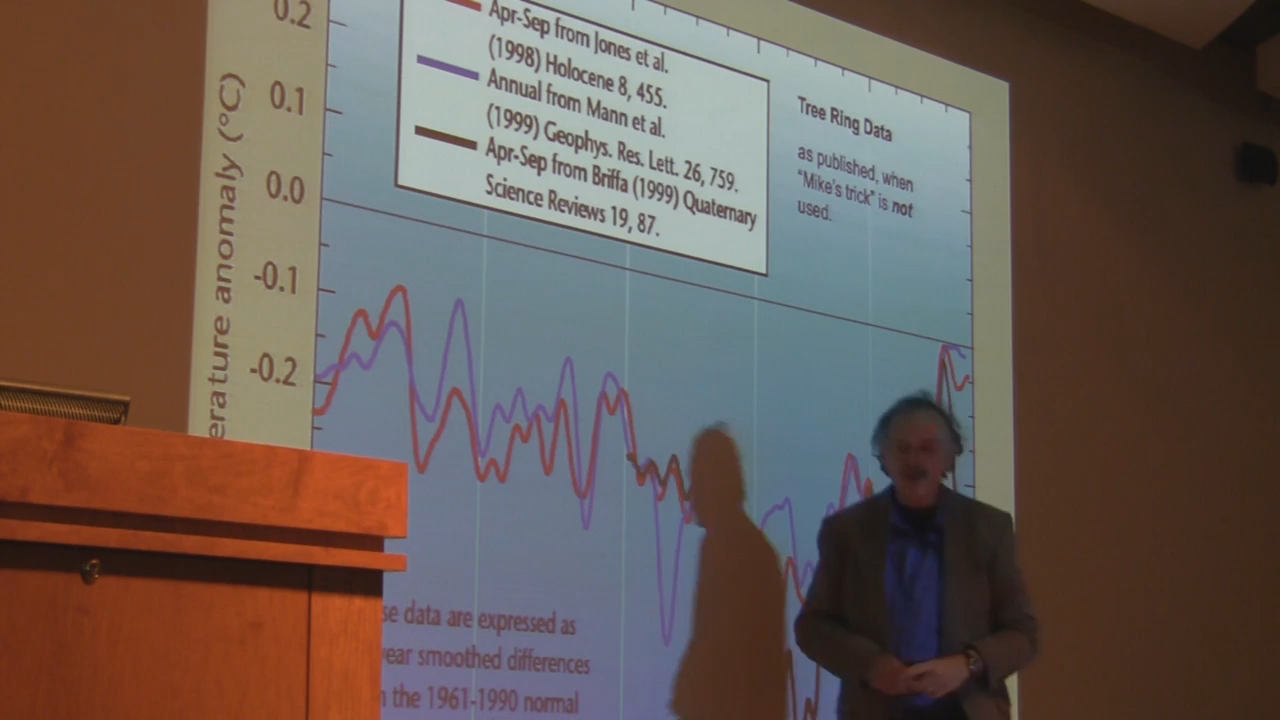 0.2
0.1
0.0
-0.1
-0.2
erature anomaly (°C)
Apr-Sep from Jones et al.
(1998) Holocene 8, 455.
Annual from Mann et al.
(1999) Geophys. Res. Lett. 26, 759.
Apr-Sep from Briffa (1999) Quaternary
Science Reviews 19, 87.
Tree Ring Data
as published, when
"Mike's trick" is not
used.
se data are expressed as
ear smoothed differences
the 1961-1990 normal